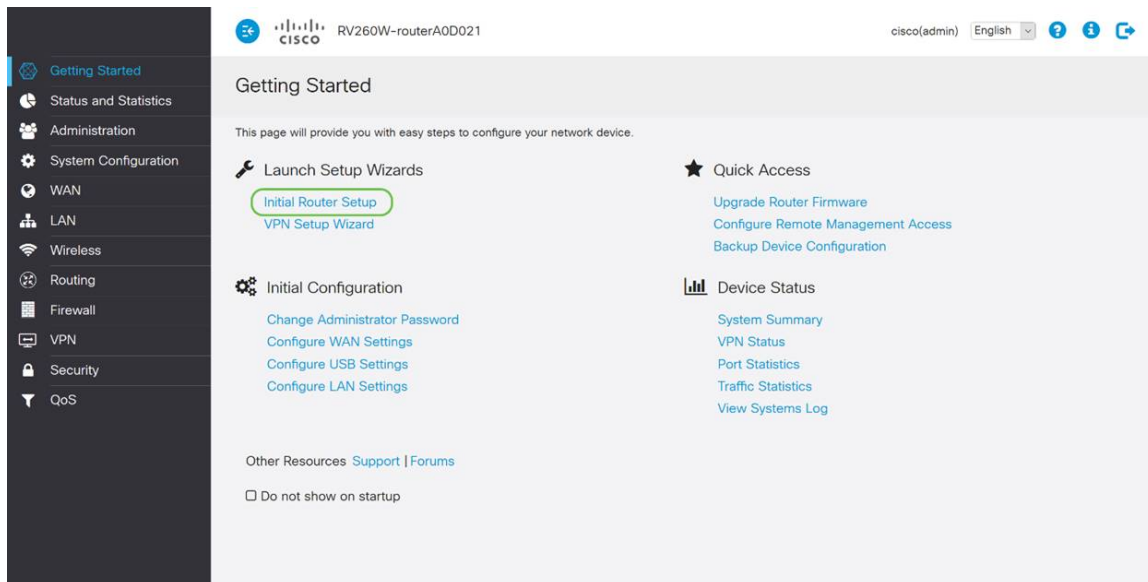 CISCO
RV260W-routerA0D021
cisco(admin)
English
Getting Started
Status and Statistics
Administration
System Configuration
WAN
LAN
Wireless
Routing
Firewall
VPN
Security
QoS
Getting Started
This page will provide you with easy steps to configure your network device.
Launch Setup Wizards
Initial Router Setup
VPN Setup Wizard
Quick Access
Upgrade Router Firmware
Configure Remote Management Access
Backup Device Configuration
Initial Configuration
Change Administrator Password
Configure WAN Settings
Configure USB Settings
Configure LAN Settings
Device Status
System Summary
VPN Status
Port Statistics
Traffic Statistics
View Systems Log
Other Resources Support | Forums
Do not show on startup